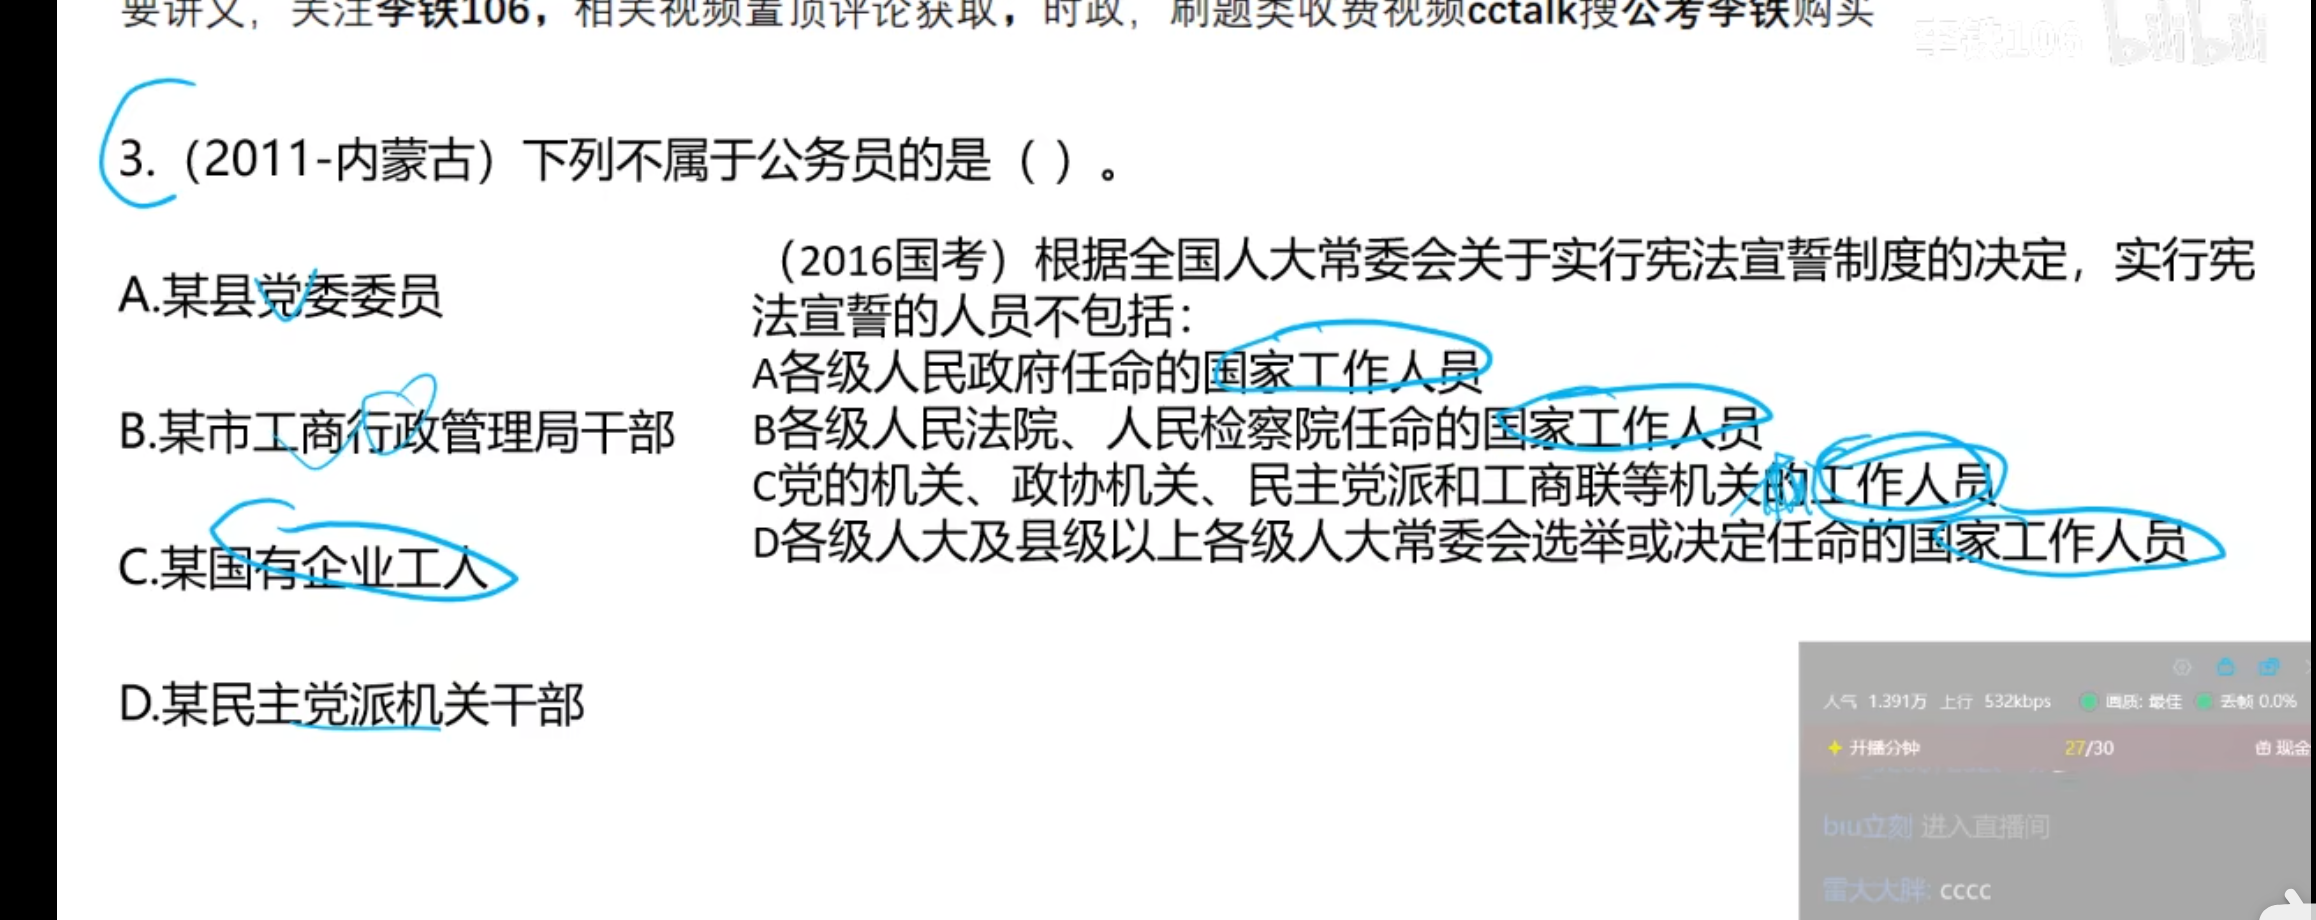 要讲义，关注李铁106，相关视频置顶评论获取，时政，刷题类收费视频cctalk搜公考李铁购买
李铁106 bilibili
3.（2011-内蒙古）下列不属于公务员的是（ ）。
A.某县党委委员
B.某市工商行政管理局干部
C.某国有企业工人
D.某民主党派机关干部
（2016国考）根据全国人大常委会关于实行宪法宣誓制度的决定，实行宪
法宣誓的人员不包括：
A各级人民政府任命的国家工作人员
B各级人民法院、人民检察院任命的国家工作人员
C党的机关、政协机关、民主党派和工商联等机关的工作人员
D各级人大及县级以上各级人大常委会选举或决定任命的国家工作人员
人气 1.391万 上行 532kbps 画质: 最佳 丢帧 0.0%
开播分钟 27/30 现金
biu立刻 进入直播间
雷大大胖: cccc